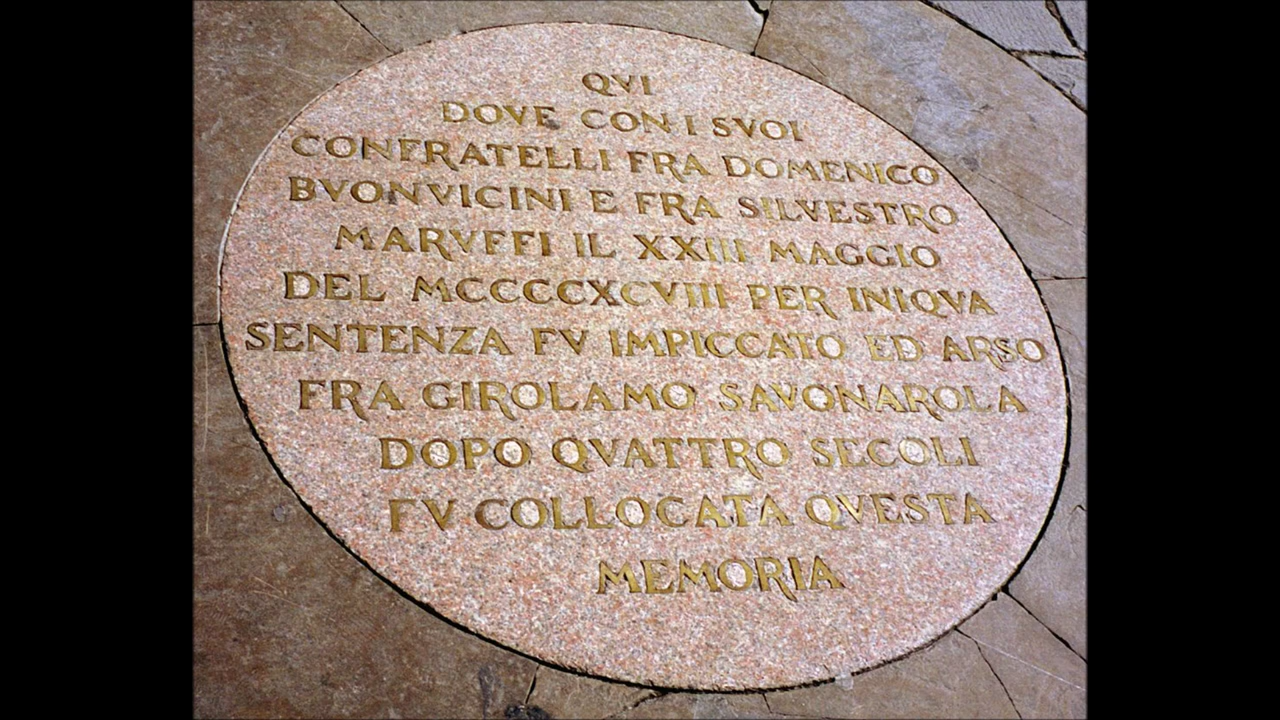 QVI
DOVE CON I SVOI
CONFRATELLI FRA DOMENICO
BVONVICINI E FRA SILVESTRO
MARVFFI IL XXIII MAGGIO
DEL MCCCCXCVIII PER INIQVA
SENTENZA FV IMPICCATO ED ARSO
FRA GIROLAMO SAVONAROLA
DOPO QVATTRO SECOLI
FV COLLOCATA QVESTA
MEMORIA